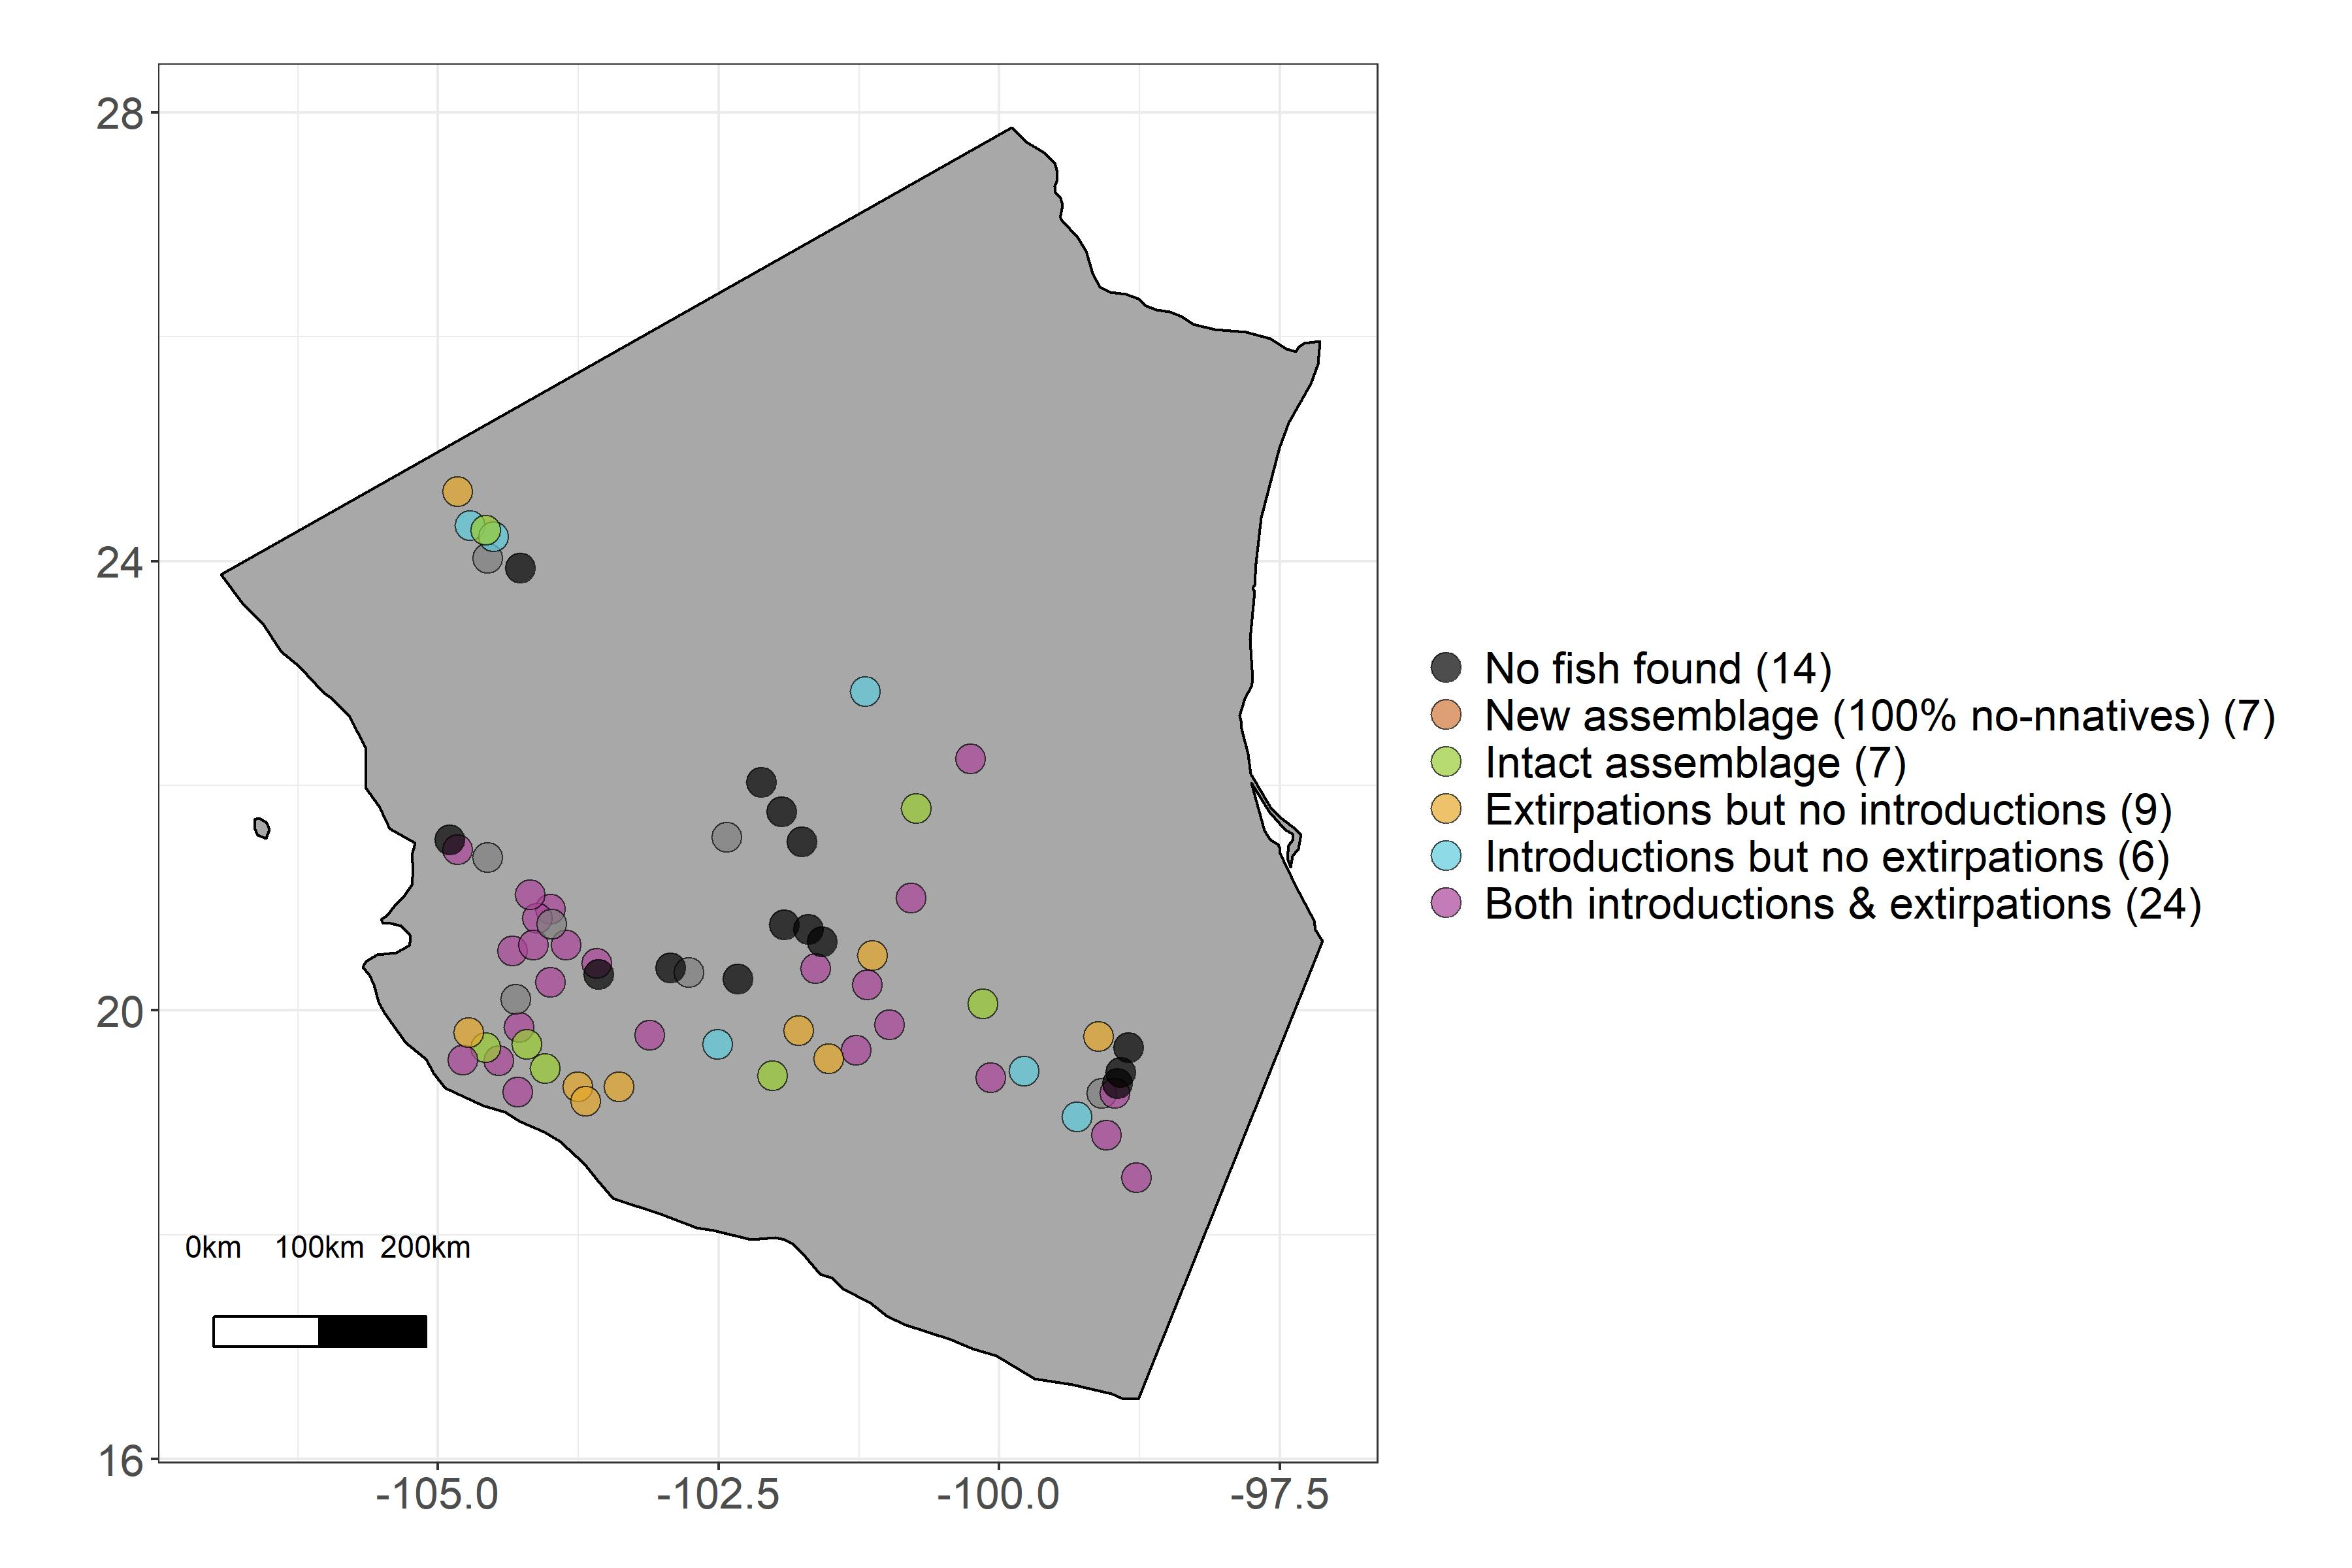 28
24
20
16
-105.0
-102.5
-100.0
-97.5
0km 100km 200km
No fish found (14)
New assemblage (100% no-nnatives) (7)
Intact assemblage (7)
Extirpations but no introductions (9)
Introductions but no extirpations (6)
Both introductions & extirpations (24)